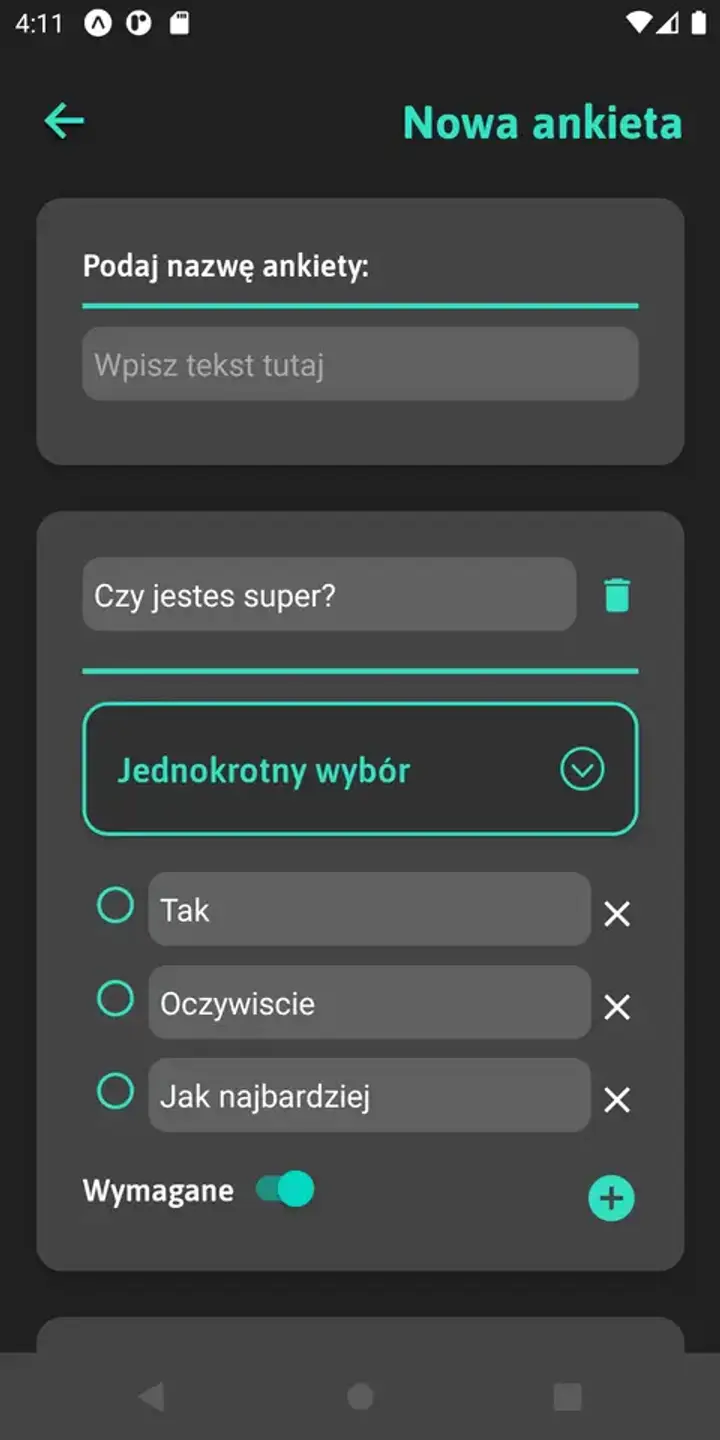 4:11
Nowa ankieta
Podaj nazwę ankiety:
Wpisz tekst tutaj
Czy jestes super?
Jednokrotny wybór
Tak
Oczywiscie
Jak najbardziej
Wymagane